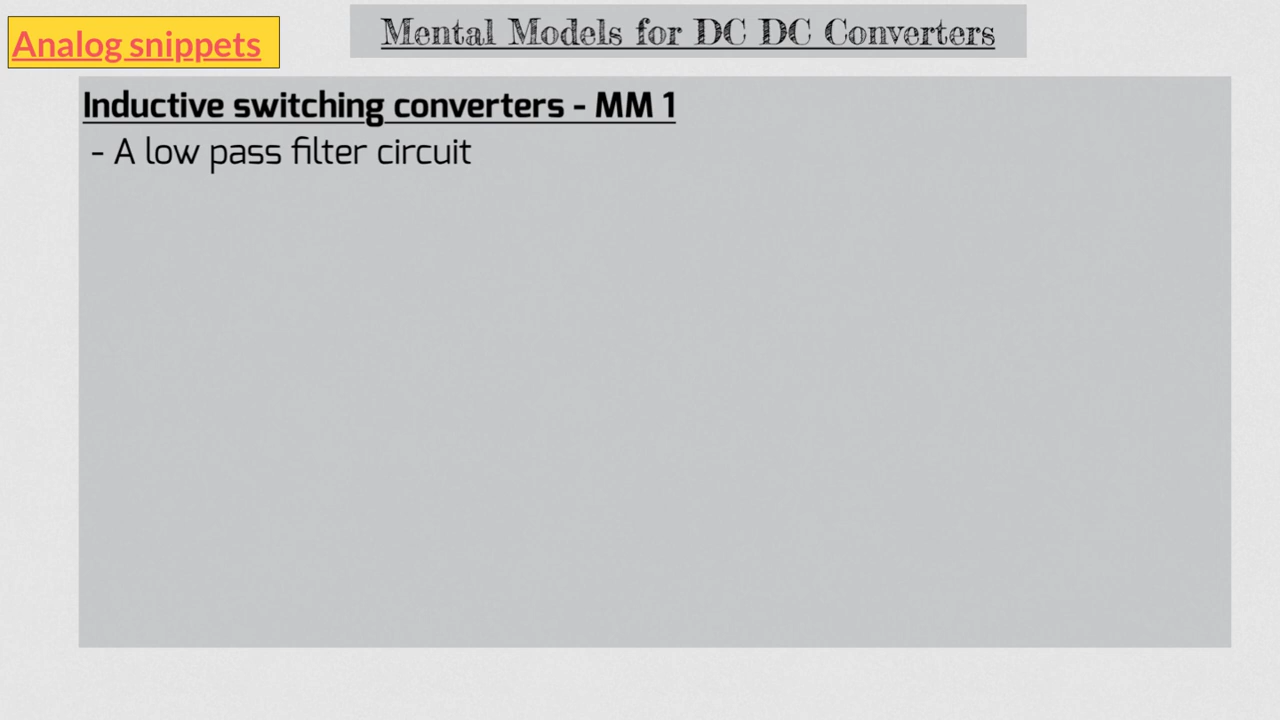 Analog snippets
Mental Models for DC DC Converters
Inductive switching converters - MM 1
- A low pass filter circuit